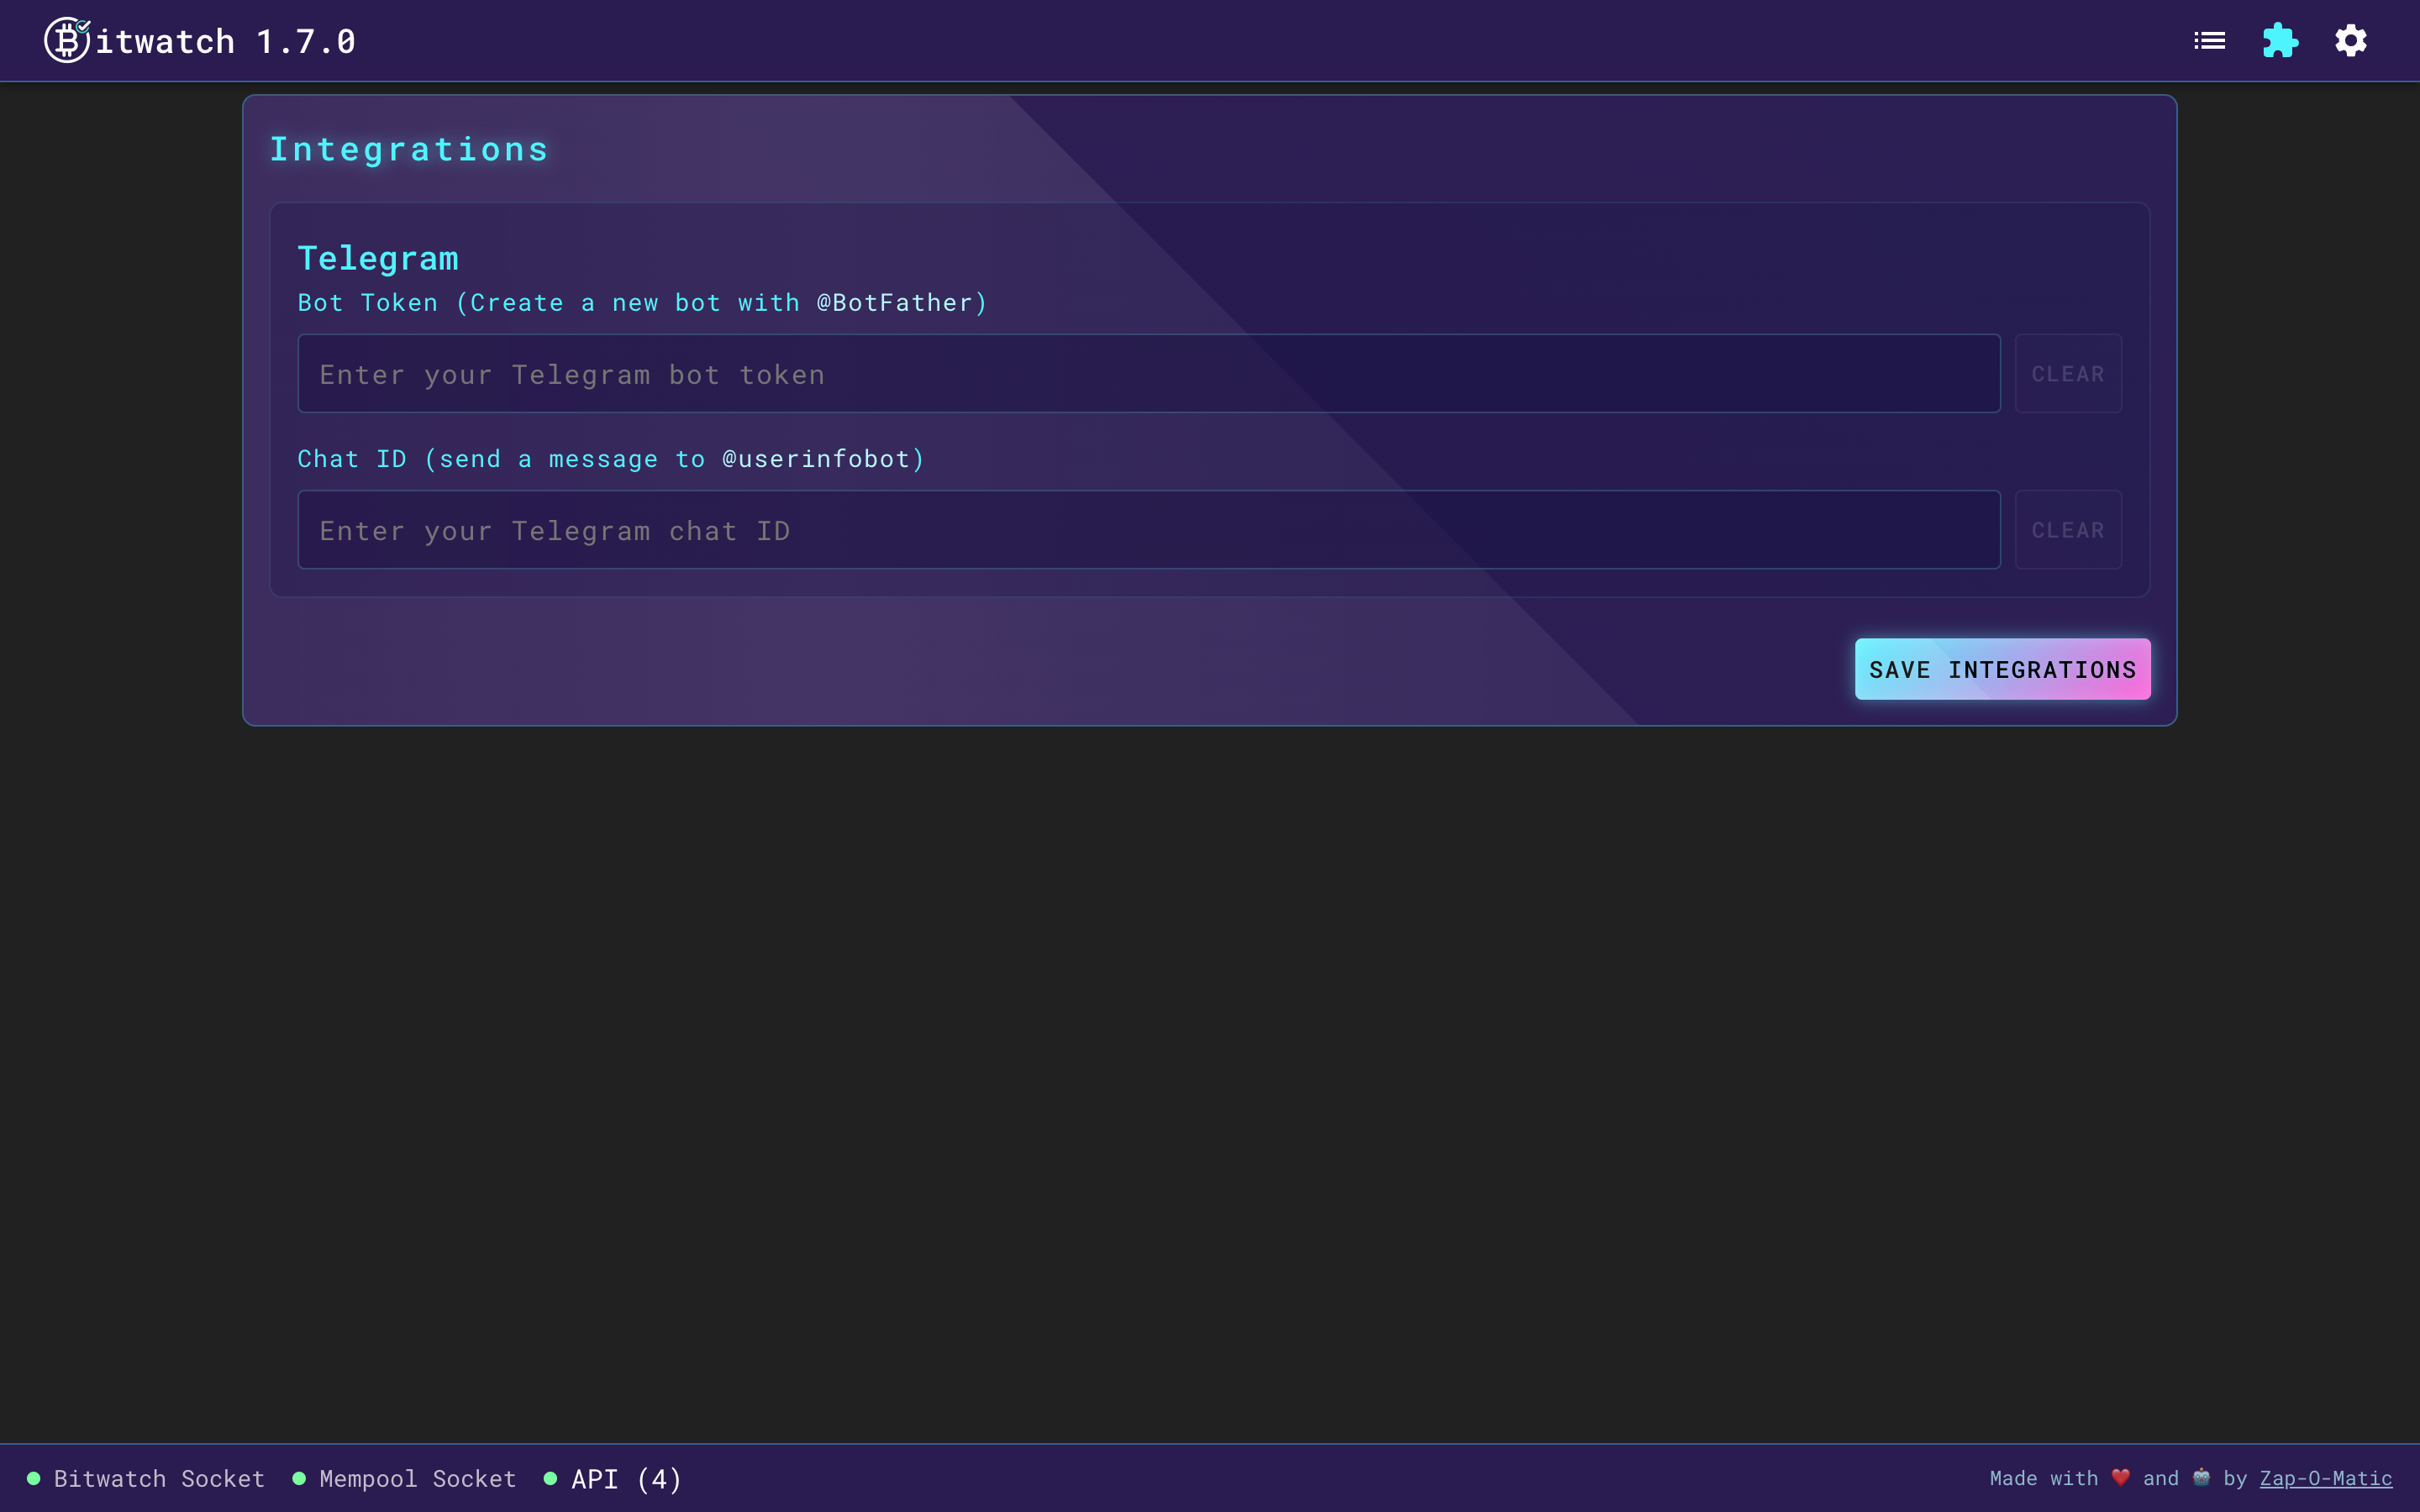 Bitwatch 1.7.0
Integrations
Telegram
Bot Token (Create a new bot with @BotFather)
Enter your Telegram bot token
CLEAR
Chat ID (send a message to @userinfobot)
Enter your Telegram chat ID
CLEAR
SAVE INTEGRATIONS
Bitwatch Socket
Mempool Socket
API (4)
Made with ❤️ and 🤖 by Zap-O-Matic